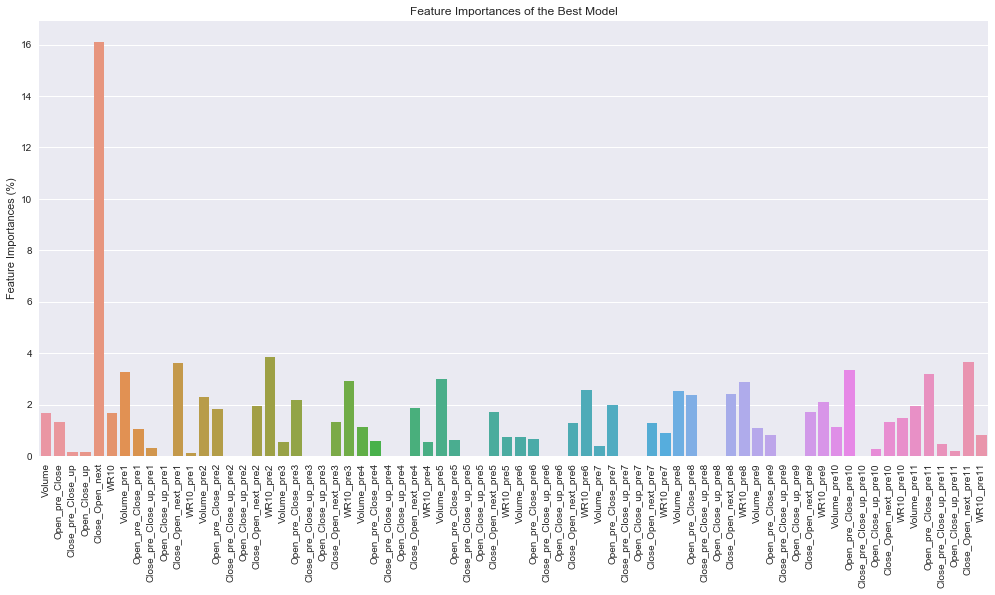 Feature Importances of the Best Model
Feature Importances (%)
16
14
12
10
8
6
4
2
0
Volume
Open_pre_Close
Close_pre_Close_up
Open_Close_up
Close_Open_next
WR10
Volume_pre1
Open_pre_Close_pre1
Close_pre_Close_up_pre1
Open_Close_up_pre1
Close_Open_next_pre1
WR10_pre1
Volume_pre2
Open_pre_Close_pre2
Close_pre_Close_up_pre2
Open_Close_up_pre2
Close_Open_next_pre2
WR10_pre2
Volume_pre3
Open_pre_Close_pre3
Close_pre_Close_up_pre3
Open_Close_up_pre3
Close_Open_next_pre3
WR10_pre3
Volume_pre4
Open_pre_Close_pre4
Close_pre_Close_up_pre4
Open_Close_up_pre4
Close_Open_next_pre4
WR10_pre4
Volume_pre5
Open_pre_Close_pre5
Close_pre_Close_up_pre5
Open_Close_up_pre5
Close_Open_next_pre5
WR10_pre5
Volume_pre6
Open_pre_Close_pre6
Close_pre_Close_up_pre6
Open_Close_up_pre6
Close_Open_next_pre6
WR10_pre6
Volume_pre7
Open_pre_Close_pre7
Close_pre_Close_up_pre7
Open_Close_up_pre7
Close_Open_next_pre7
WR10_pre7
Volume_pre8
Open_pre_Close_pre8
Close_pre_Close_up_pre8
Open_Close_up_pre8
Close_Open_next_pre8
WR10_pre8
Volume_pre9
Open_pre_Close_pre9
Close_pre_Close_up_pre9
Open_Close_up_pre9
Close_Open_next_pre9
WR10_pre9
Volume_pre10
Open_pre_Close_pre10
Close_pre_Close_up_pre10
Open_Close_up_pre10
Close_Open_next_pre10
WR10_pre10
Volume_pre11
Open_pre_Close_pre11
Close_pre_Close_up_pre11
Open_Close_up_pre11
Close_Open_next_pre11
WR10_pre11